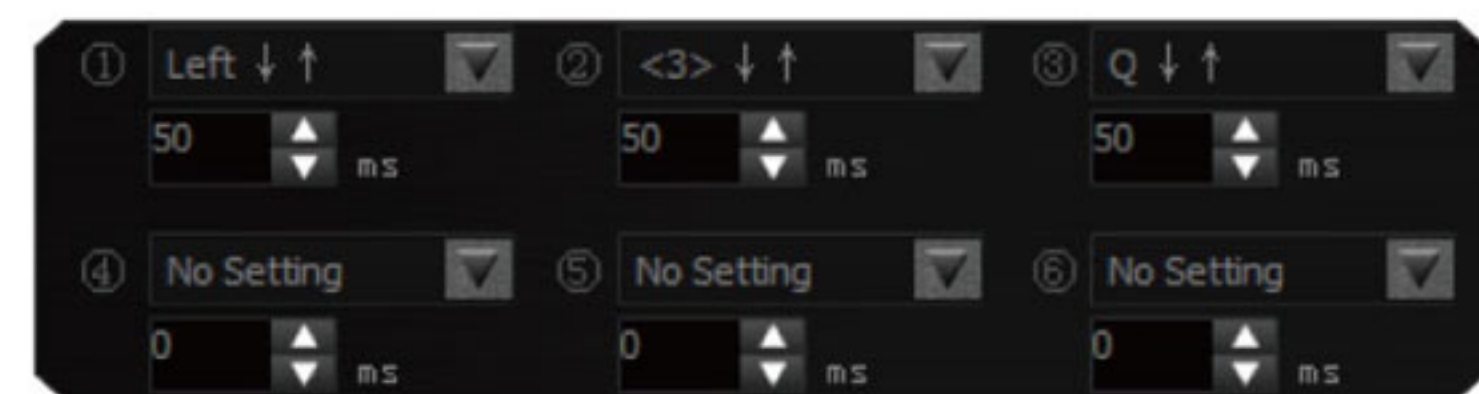 ① Left ↓ ↑ ② <3> ↓ ↑ ③ Q ↓ ↑
50 ms 50 ms 50 ms
④ No Setting ⑤ No Setting ⑥ No Setting
0 ms 0 ms 0 ms